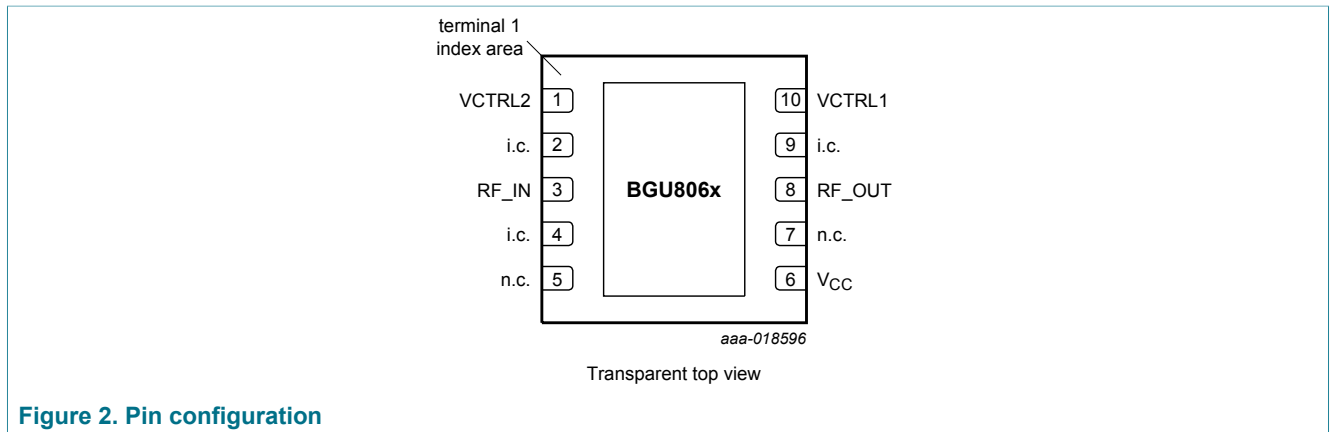 terminal 1
index area
VCTRL2 1 10 VCTRL1
i.c. 2 9 i.c.
RF_IN 3 BGU806x 8 RF_OUT
i.c. 4 7 n.c.
n.c. 5 6 VCC
aaa-018596
Transparent top view
Figure 2. Pin configuration